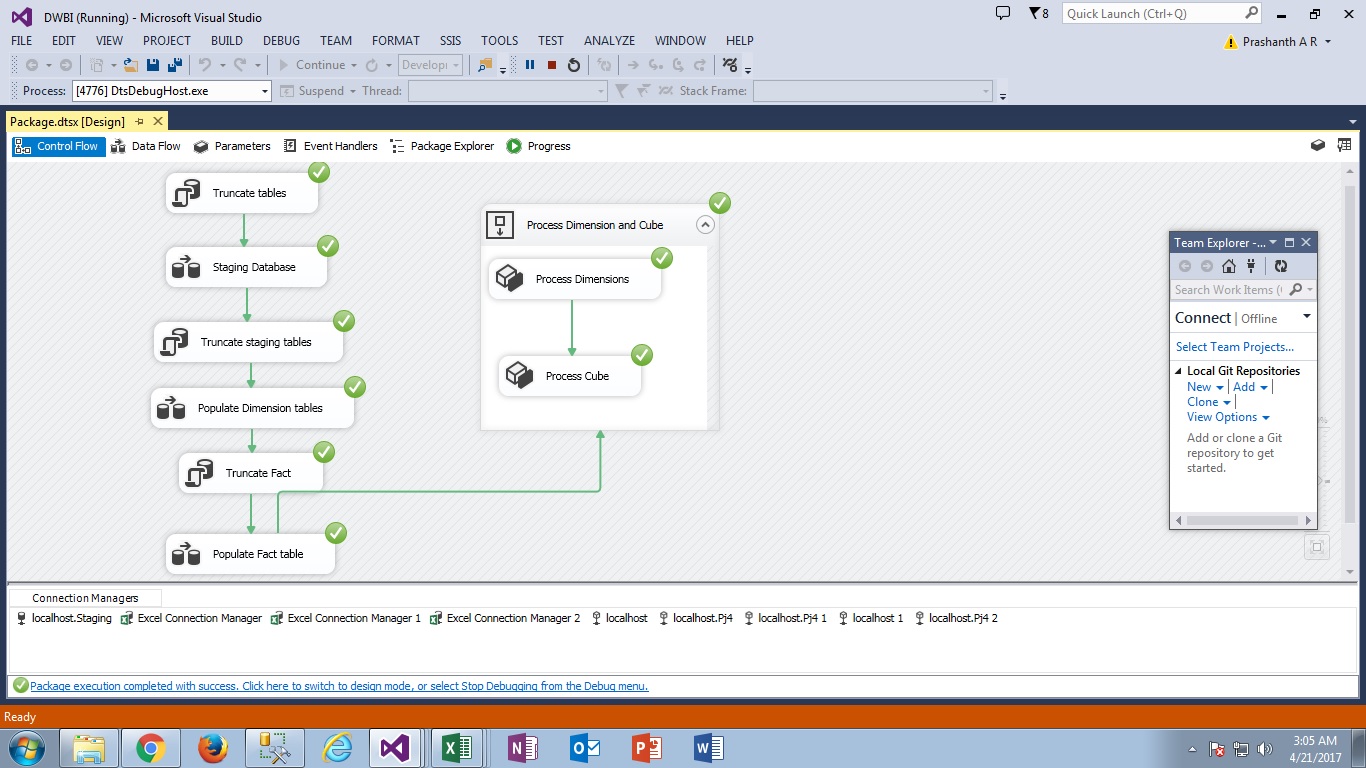 DWBI (Running) - Microsoft Visual Studio
8
Quick Launch (Ctrl+Q)
FILE EDIT VIEW PROJECT BUILD DEBUG TEAM FORMAT SSIS TOOLS TEST ANALYZE WINDOW HELP
Prashanth A R
Continue
Developi
Process: [4776] DtsDebugHost.exe
Suspend
Thread:
Stack Frame:
Package.dtsx [Design]
Control Flow
Data Flow
Parameters
Event Handlers
Package Explorer
Progress
Truncate tables
Staging Database
Truncate staging tables
Populate Dimension tables
Truncate Fact
Populate Fact table
Process Dimension and Cube
Process Dimensions
Process Cube
Team Explorer -...
Search Work Items (
Connect | Offline
Select Team Projects...
Local Git Repositories
New | Add |
Clone |
View Options
Add or clone a Git
repository to get
started.
Connection Managers
localhost.Staging
Excel Connection Manager
Excel Connection Manager 1
Excel Connection Manager 2
localhost
localhost.Pj4
localhost.Pj4 1
localhost 1
localhost.Pj4 2
Package execution completed with success. Click here to switch to design mode, or select Stop Debugging from the Debug menu.
Ready
3:05 AM
4/21/2017